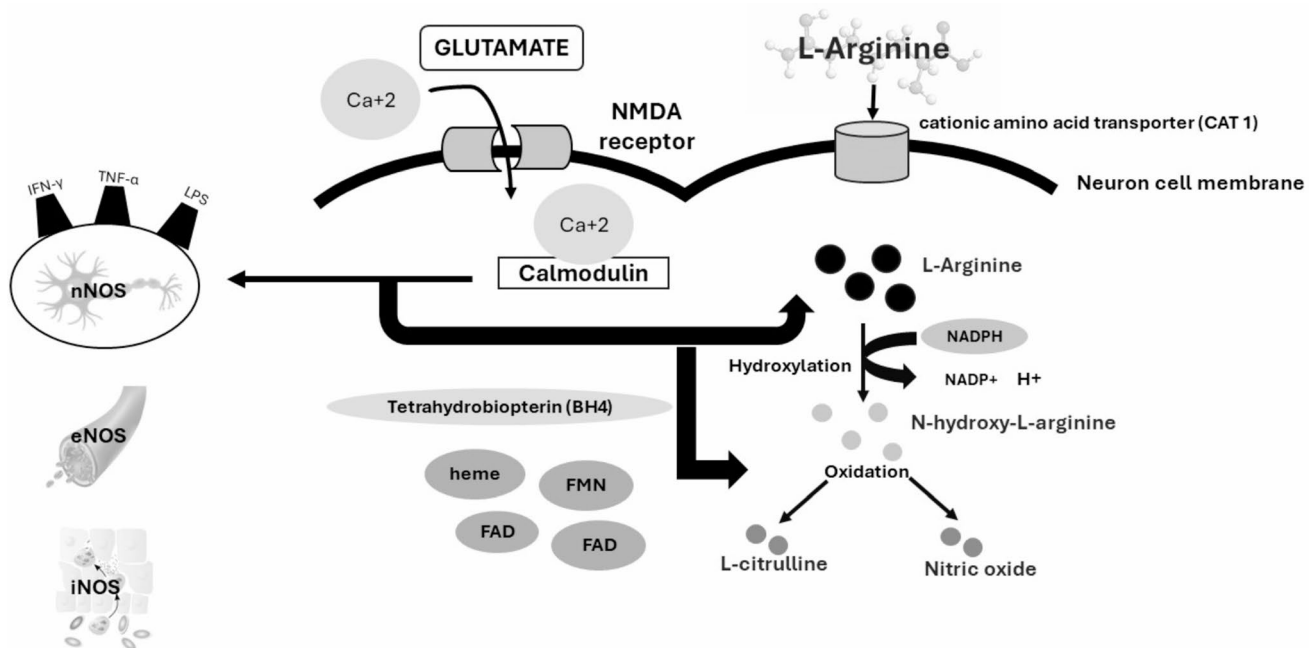 GLUTAMATE
L-Arginine
Ca+2
NMDA
receptor
cationic amino acid transporter (CAT 1)
Neuron cell membrane
IFN-γ
TNF-α
LPS
Ca+2
Calmodulin
nNOS
L-Arginine
NADPH
Hydroxylation
NADP+ H+
Tetrahydrobiopterin (BH4)
N-hydroxy-L-arginine
eNOS
heme
FMN
Oxidation
FAD
FAD
L-citrulline
Nitric oxide
iNOS